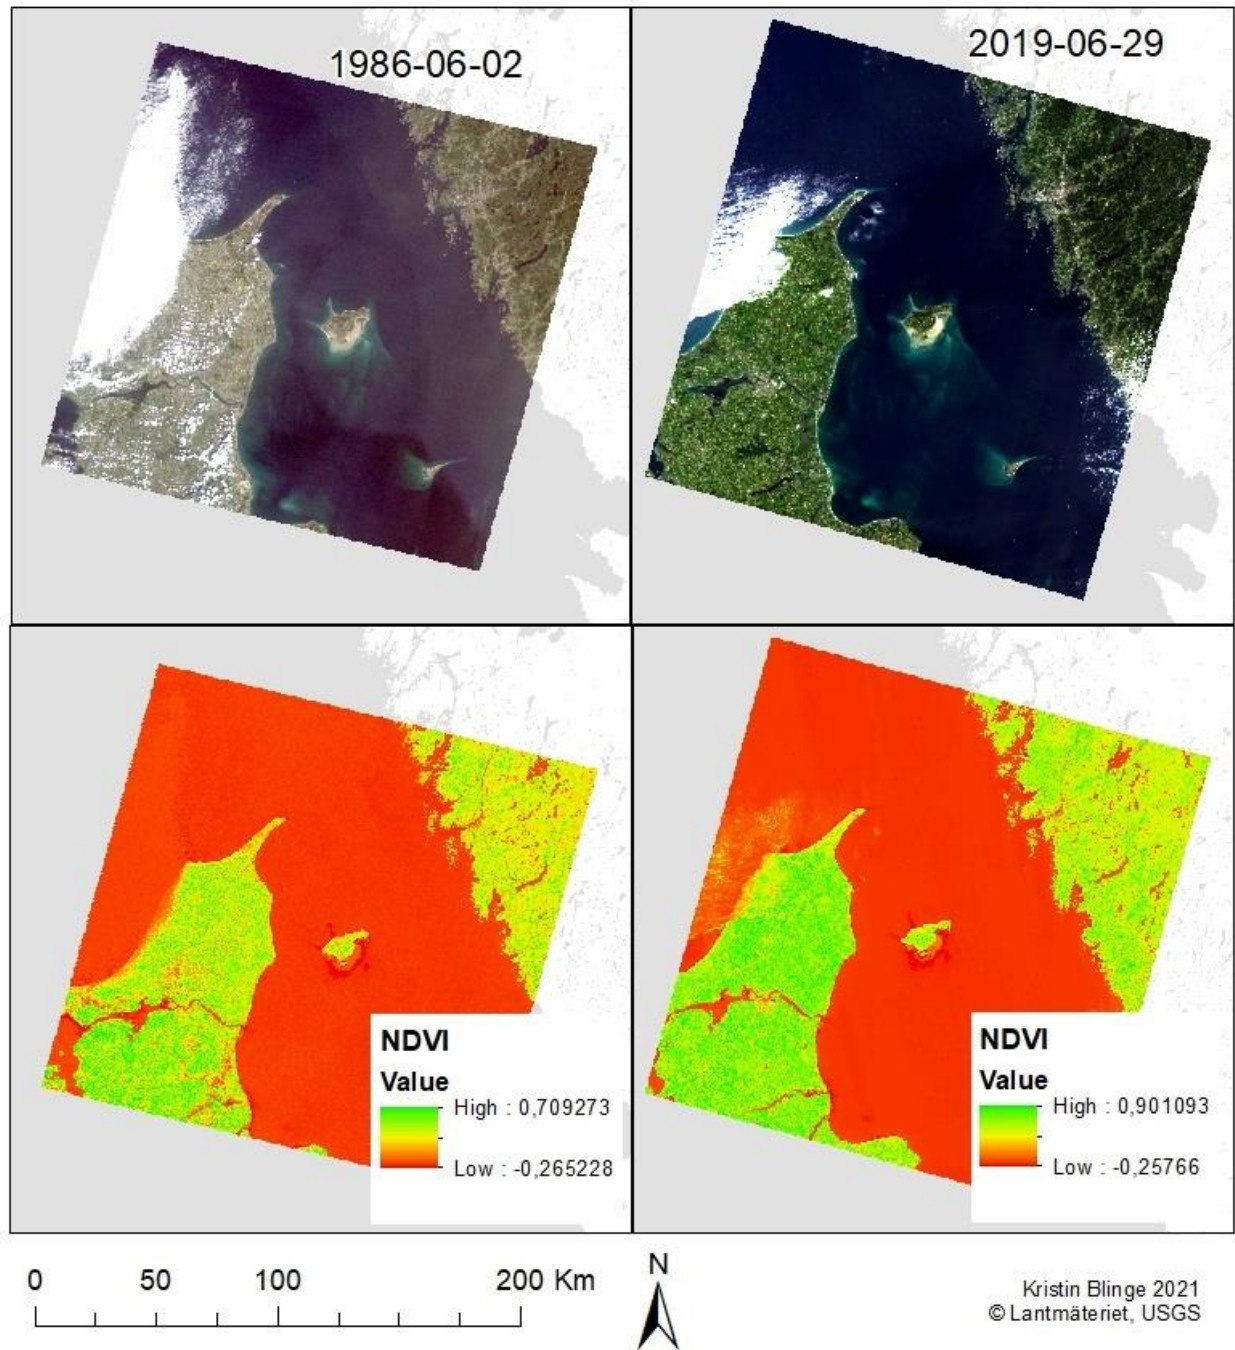 1986-06-02
2019-06-29
NDVI
Value
High : 0,709273
Low : -0,265228
NDVI
Value
High : 0,901093
Low : -0,25766
0 50 100 200 Km
N
Kristin Blinge 2021
© Lantmäteriet, USGS